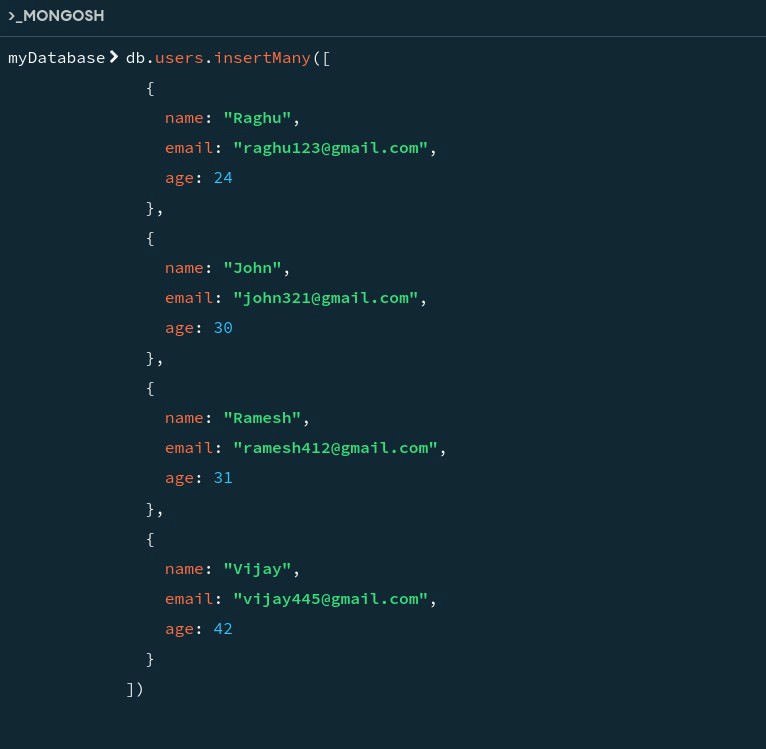 >_MONGOSH
myDatabase> db.users.insertMany([
{
name: "Raghu",
email: "raghu123@gmail.com",
age: 24
},
{
name: "John",
email: "john321@gmail.com",
age: 30
},
{
name: "Ramesh",
email: "ramesh412@gmail.com",
age: 31
},
{
name: "Vijay",
email: "vijay445@gmail.com",
age: 42
}
])